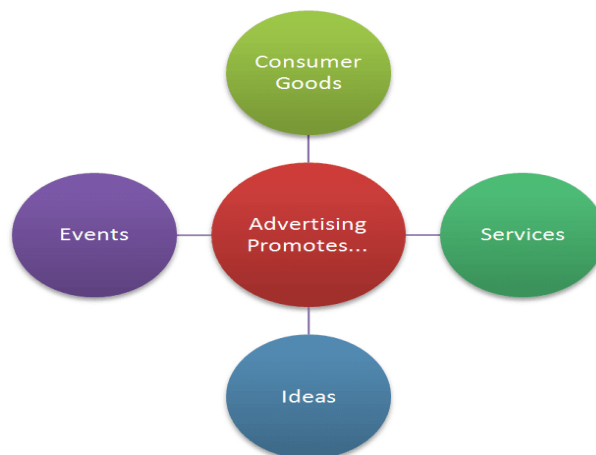 Consumer
Goods
Events
Advertising
Promotes...
Services
Ideas